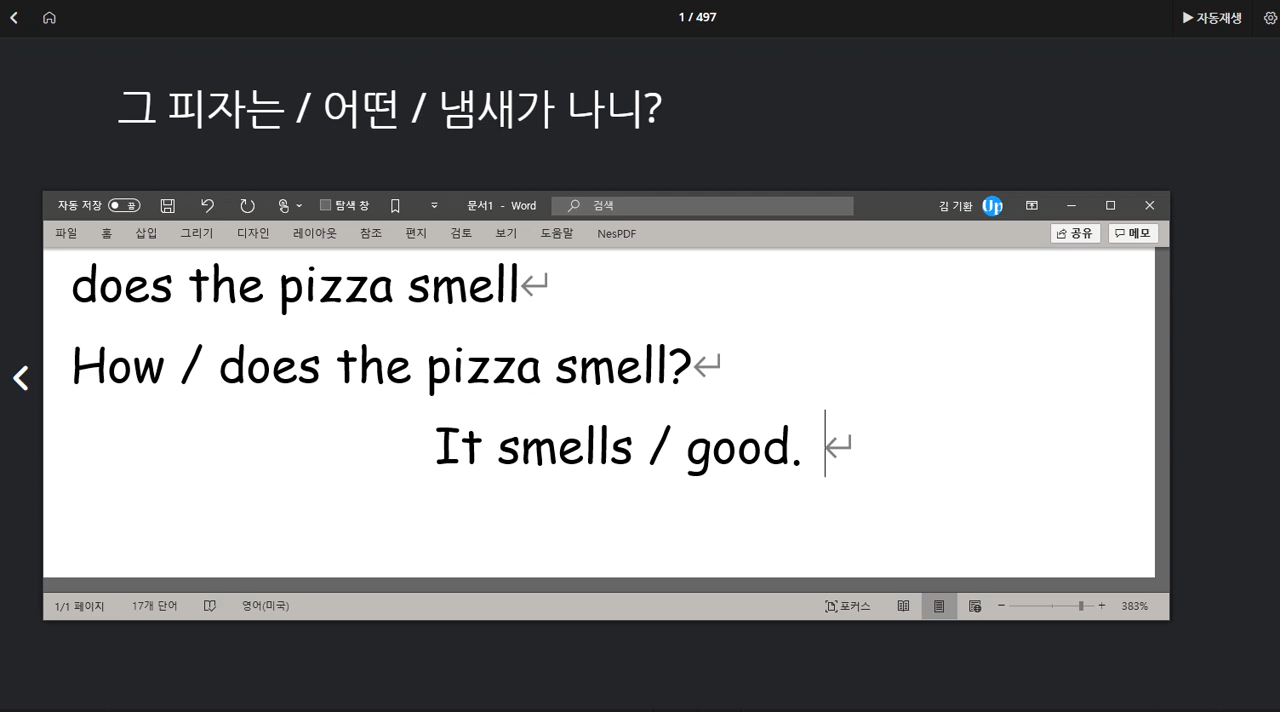 1 / 497
▶ 자동재생
그 피자는 / 어떤 / 냄새가 나니?
자동 저장 끔 탐색 창 문서1 - Word 검색 김 기환 Up
파일 홈 삽입 그리기 디자인 레이아웃 참조 편지 검토 보기 도움말 NesPDF 공유 메모
does the pizza smell↵
How / does the pizza smell?↵
It smells / good. ↵
1/1 페이지 17개 단어 영어(미국) 포커스 − + 383%